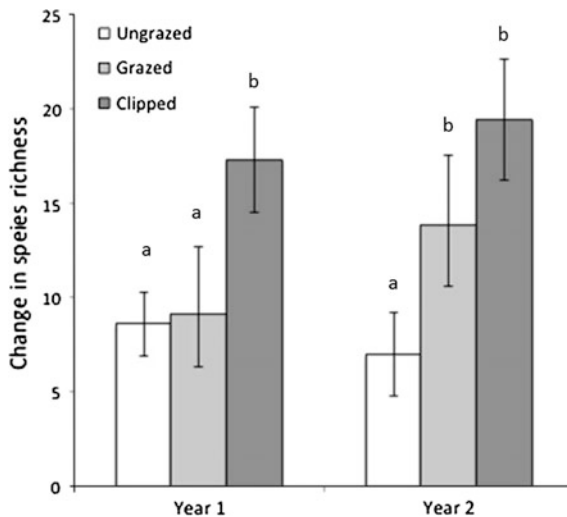 Change in speies richness
25
20
15
10
5
0
Ungrazed
Grazed
Clipped
a
a
b
a
b
b
Year 1
Year 2